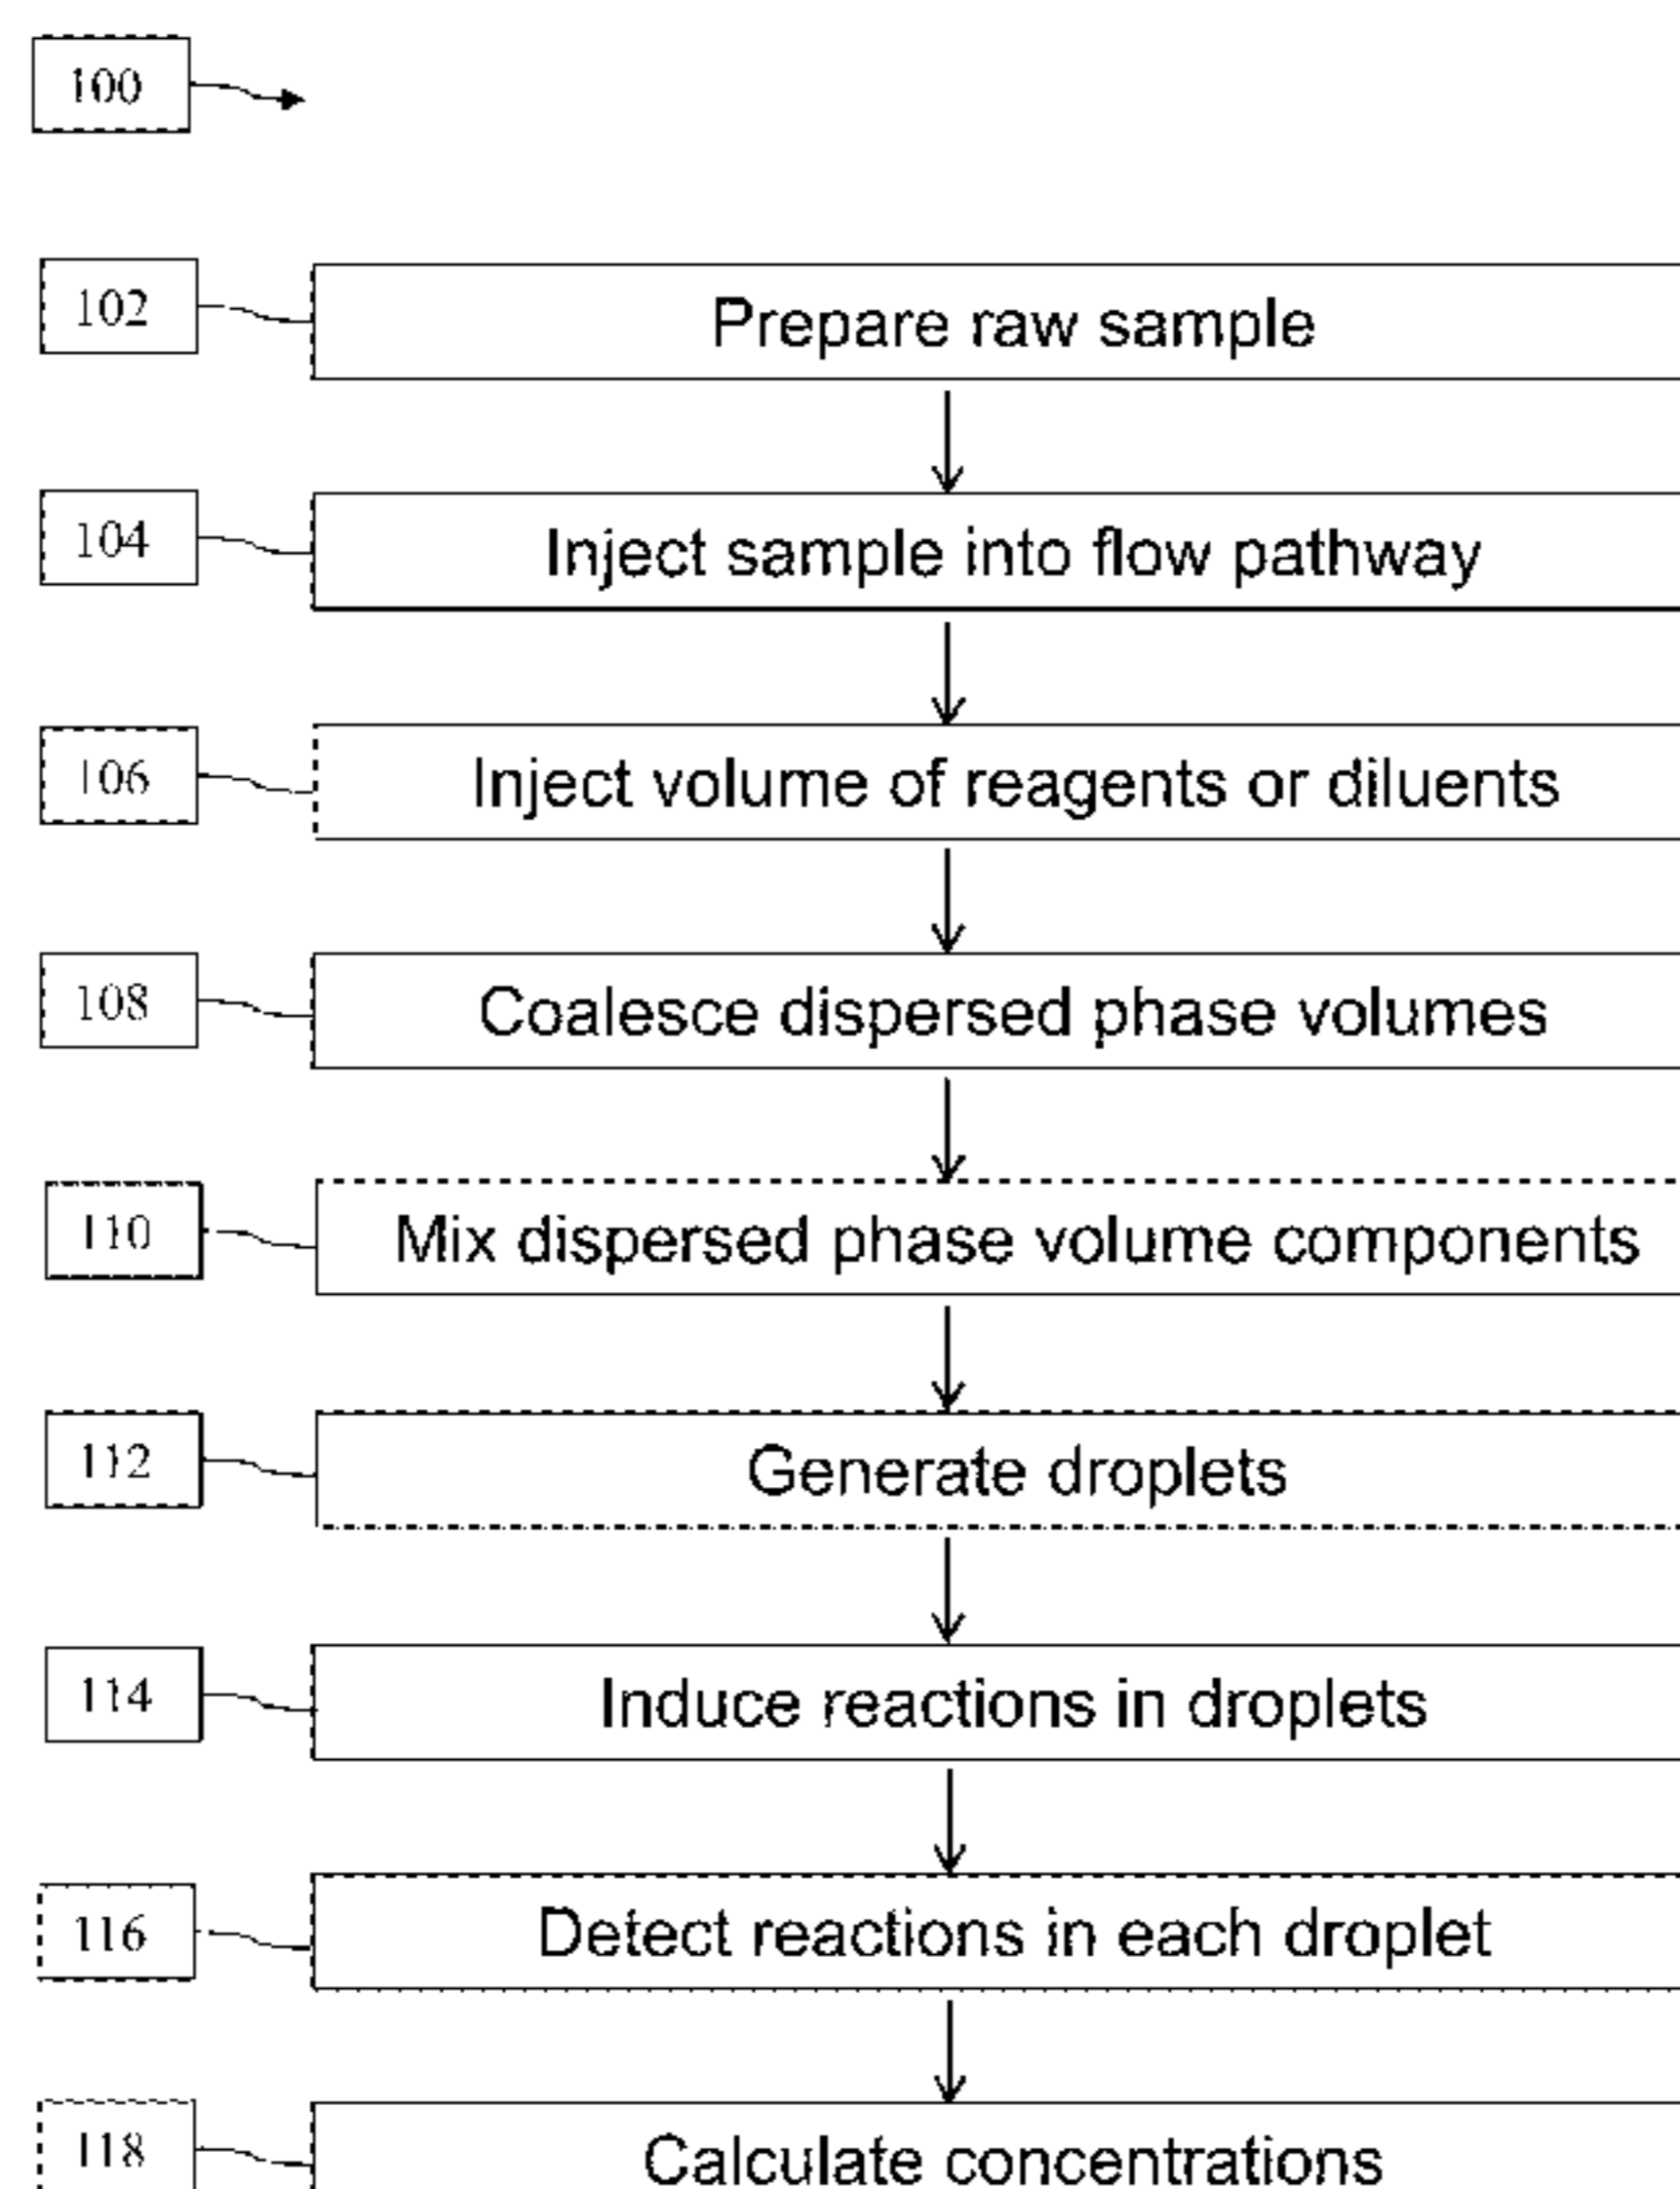 100
102 Prepare raw sample
104 Inject sample into flow pathway
106 Inject volume of reagents or diluents
108 Coalesce dispersed phase volumes
110 Mix dispersed phase volume components
112 Generate droplets
114 Induce reactions in droplets
116 Detect reactions in each droplet
118 Calculate concentrations